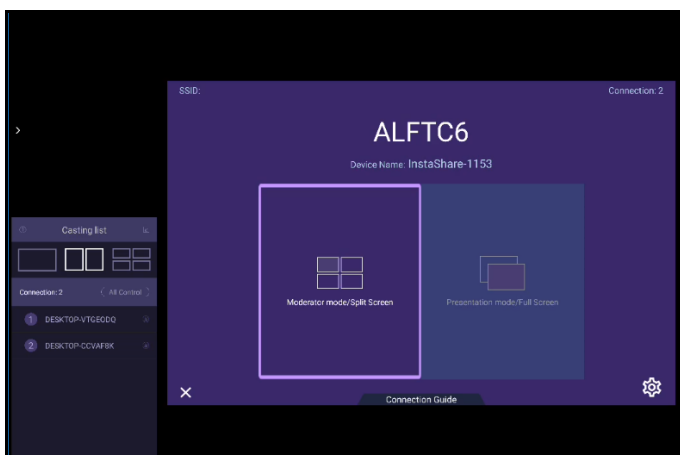 SSID:
Connection: 2
ALFTC6
Device Name: InstaShare-1153
Casting list
Moderator mode/Split Screen
Presentation mode/Full Screen
Connection: 2
All Control
1 DESKTOP-VTGEODQ
2 DESKTOP-CCVAF8K
Connection Guide